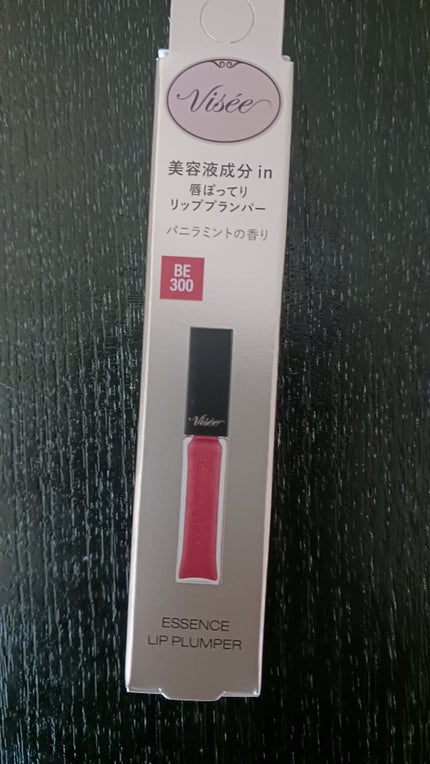 Visée
美容液成分 in
唇ぽってり
リッププランパー
バニラミントの香り
BE
300
Visée
ESSENCE
LIP PLUMPER